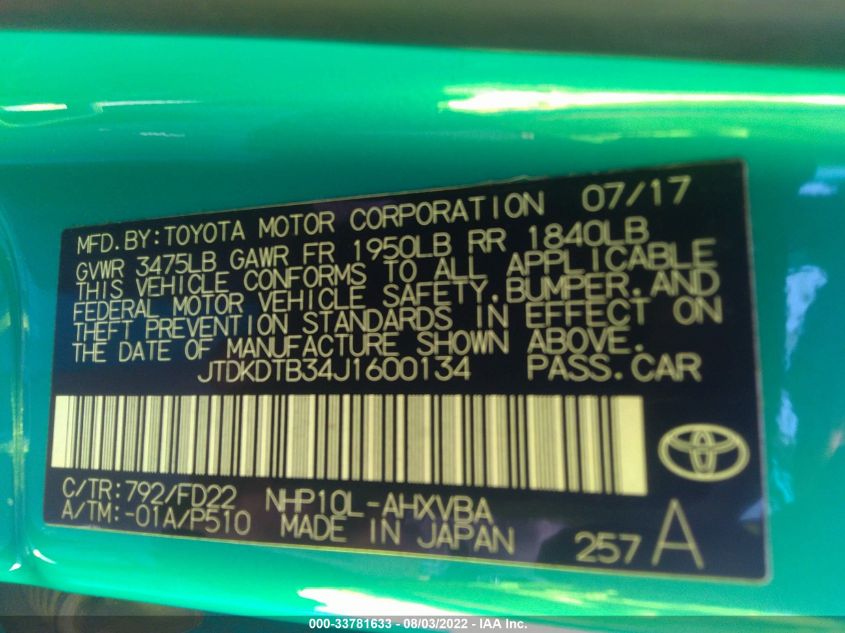 MFD.BY:TOYOTA MOTOR CORPORATION 07/17
GVWR 3475LB GAWR FR 1950LB RR 1840LB
THIS VEHICLE CONFORMS TO ALL APPLICABLE
FEDERAL MOTOR VEHICLE SAFETY,BUMPER,AND
THEFT PREVENTION STANDARDS IN EFFECT ON
THE DATE OF MANUFACTURE SHOWN ABOVE.
JTDKDTB34J1600134 PASS.CAR
C/TR:792/FD22 NHP10L-AHXVBA
A/TM:-01A/P510 MADE IN JAPAN 257 A
000-33781633 - 08/03/2022 - IAA Inc.